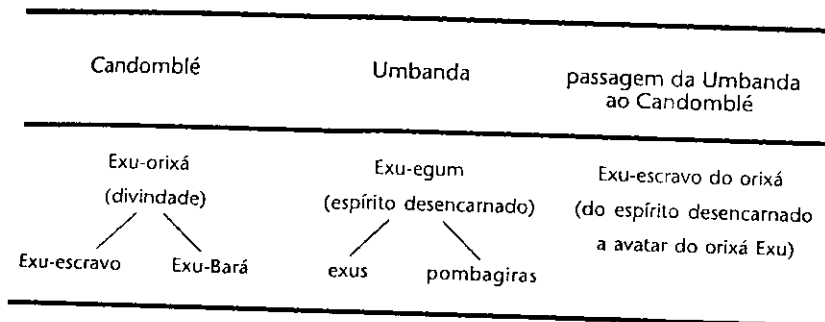 Candomblé
Umbanda
passagem da Umbanda
ao Candomblé
Exu-orixá
(divindade)
Exu-escravo
Exu-Bará
Exu-egum
(espírito desencarnado)
exus
pombagiras
Exu-escravo do orixá
(do espírito desencarnado
a avatar do orixá Exu)